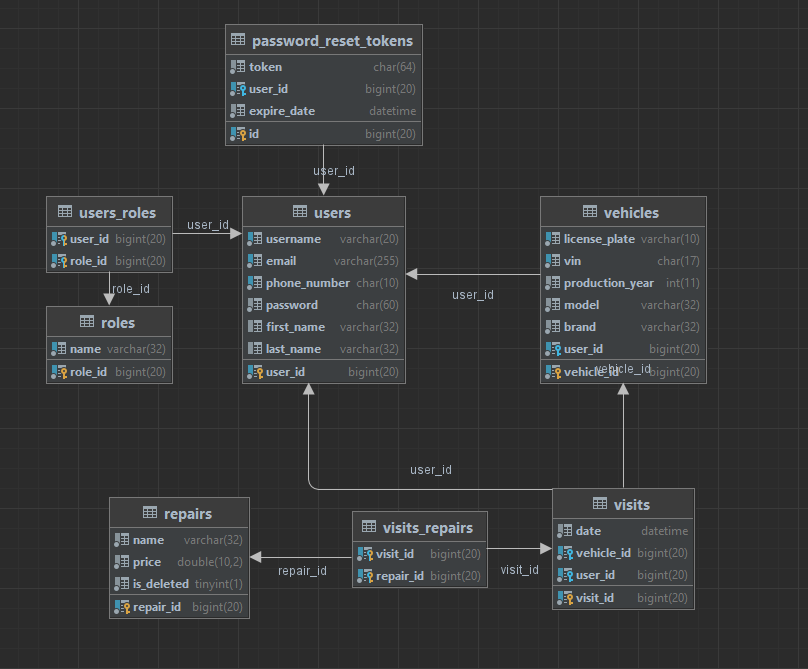 password_reset_tokens
token char(64)
user_id bigint(20)
expire_date datetime
id bigint(20)
user_id
users_roles
user_id bigint(20)
role_id bigint(20)
user_id
role_id
roles
name varchar(32)
role_id bigint(20)
users
username varchar(20)
email varchar(255)
phone_number char(10)
password char(60)
first_name varchar(32)
last_name varchar(32)
user_id bigint(20)
user_id
vehicles
license_plate varchar(10)
vin char(17)
production_year int(11)
model varchar(32)
brand varchar(32)
user_id bigint(20)
vehicle_id bigint(20)
vehicle_id
user_id
repairs
name varchar(32)
price double(10,2)
is_deleted tinyint(1)
repair_id bigint(20)
repair_id
visits_repairs
visit_id bigint(20)
repair_id bigint(20)
visit_id
visits
date datetime
vehicle_id bigint(20)
user_id bigint(20)
visit_id bigint(20)